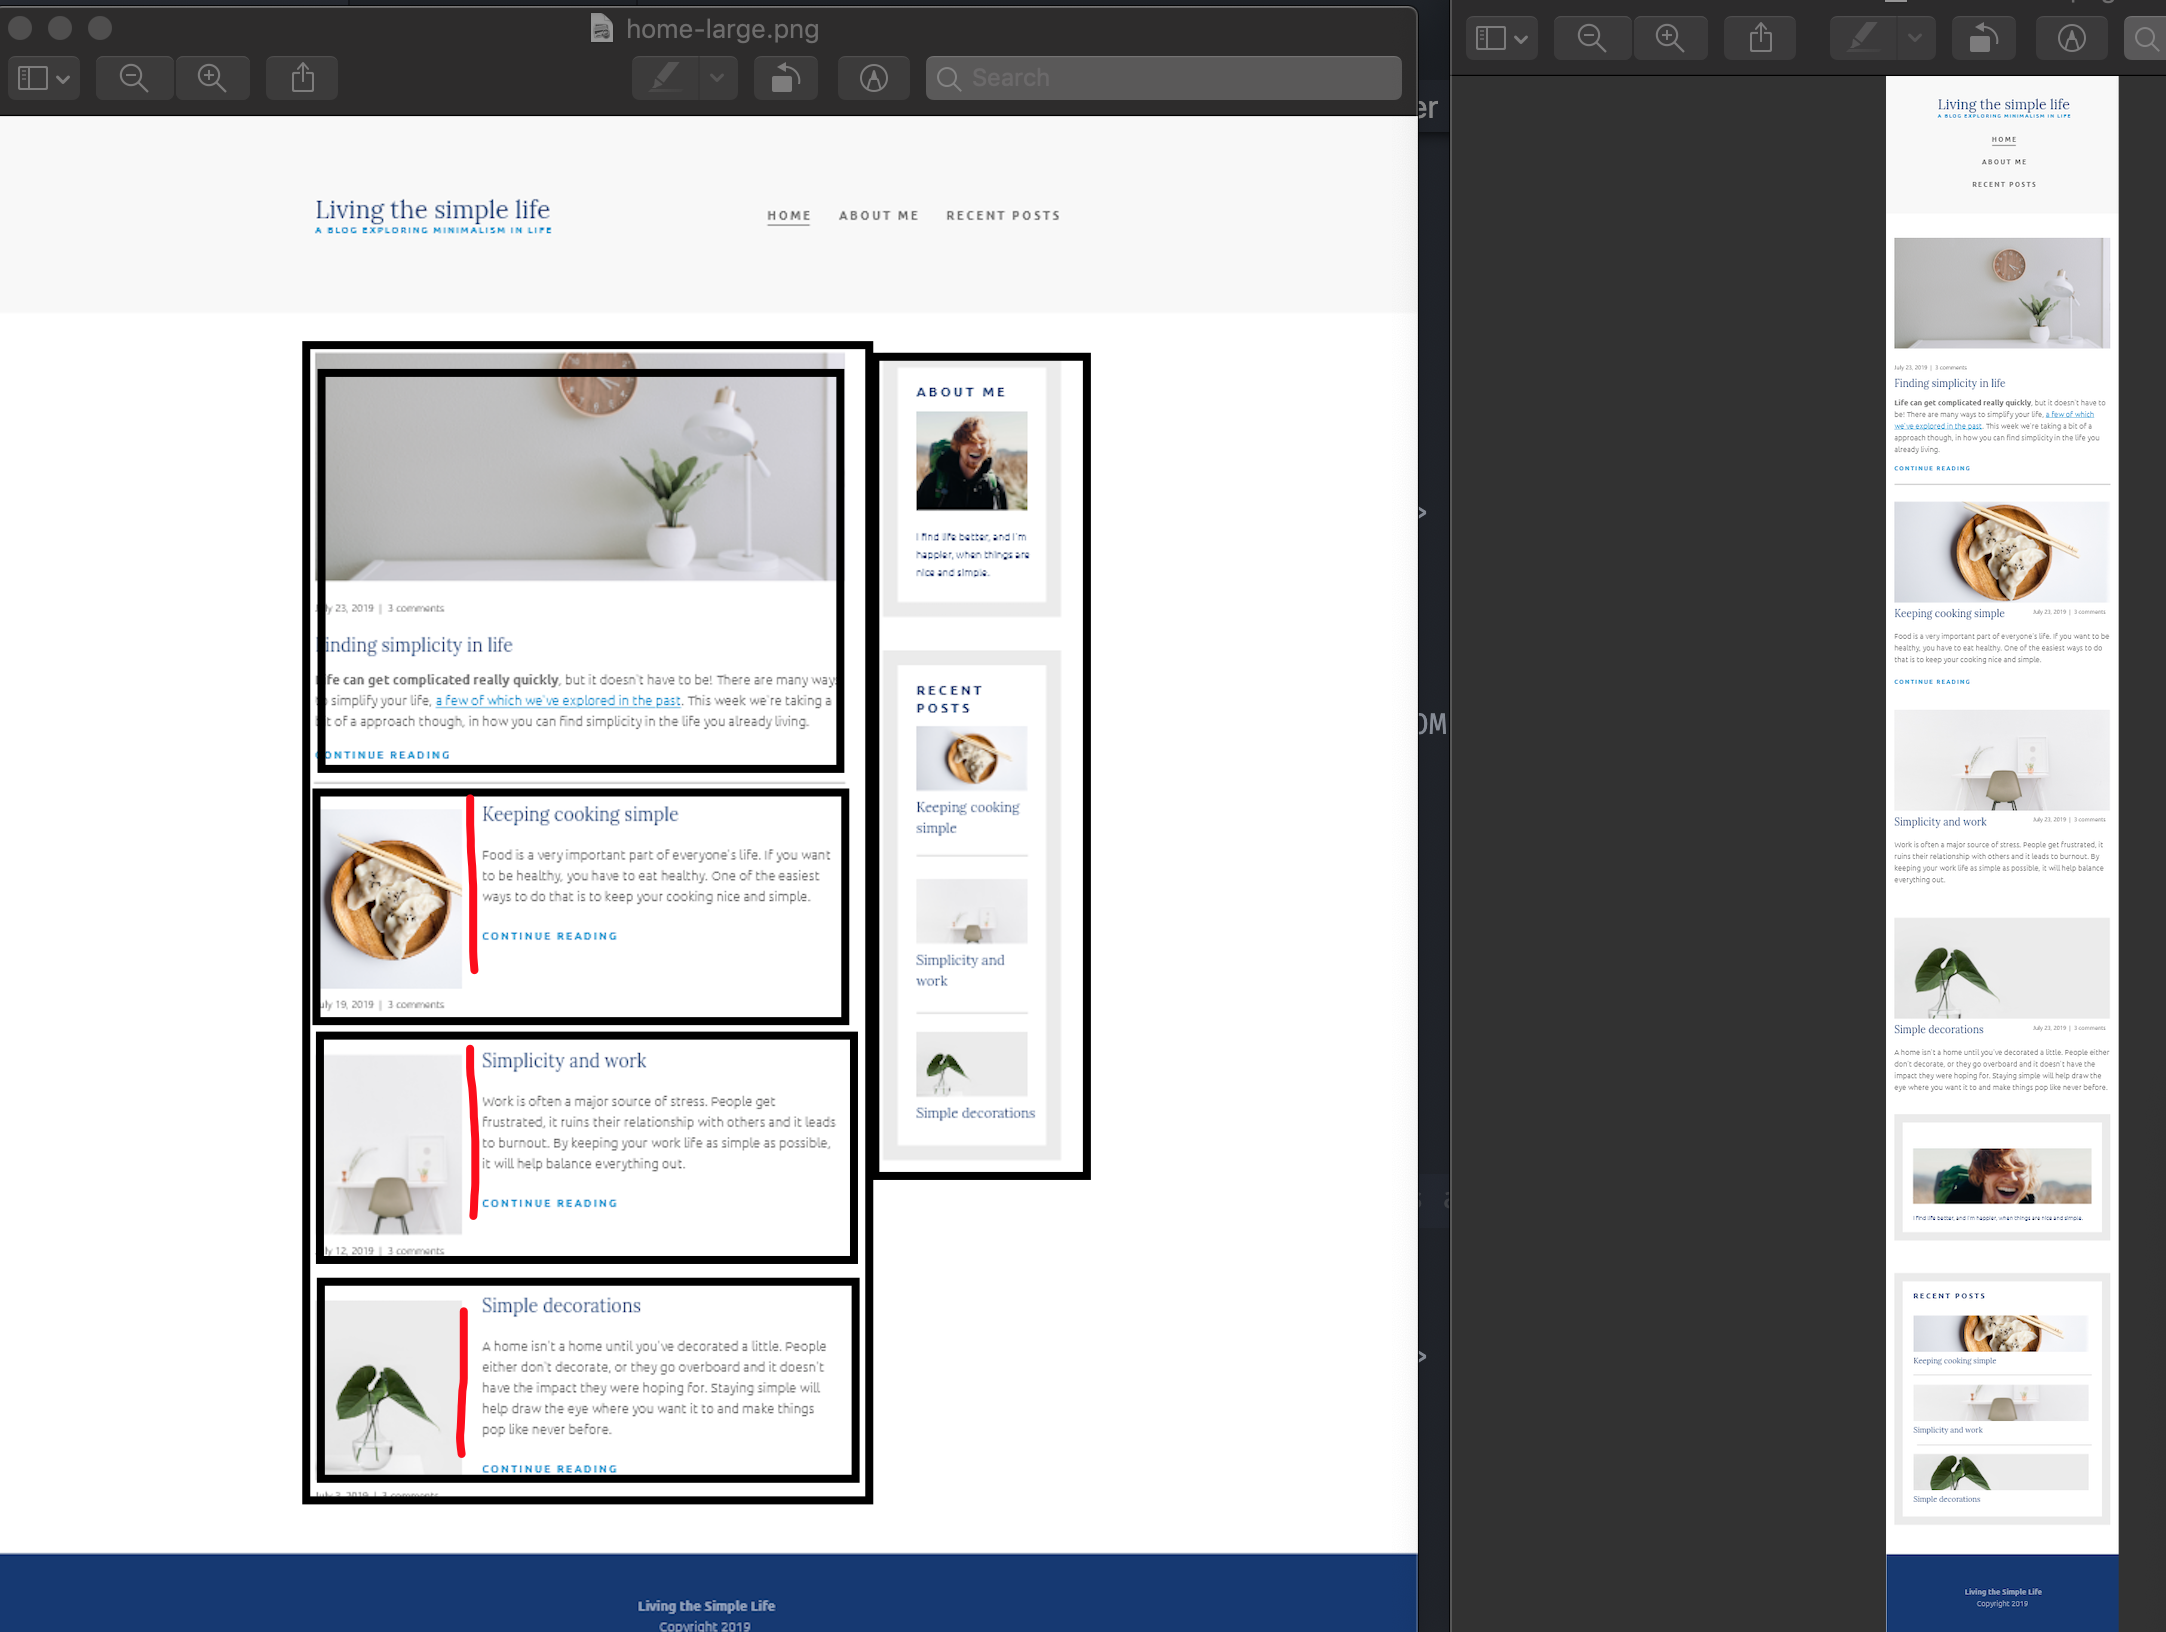 home-large.png
Search
er
Living the simple life
A BLOG EXPLORING MINIMALISM IN LIFE
HOME ABOUT ME RECENT POSTS
July 23, 2019 | 3 comments
Finding simplicity in life
Life can get complicated really quickly, but it doesn't have to be! There are many way
to simplify your life, a few of which we've explored in the past. This week we're taking a
bit of a approach though, in how you can find simplicity in the life you already living.
CONTINUE READING
Keeping cooking simple
Food is a very important part of everyone's life. If you want
to be healthy, you have to eat healthy. One of the easiest
ways to do that is to keep your cooking nice and simple.
CONTINUE READING
July 19, 2019 | 3 comments
Simplicity and work
Work is often a major source of stress. People get
frustrated, it ruins their relationship with others and it leads
to burnout. By keeping your work life as simple as possible,
it will help balance everything out.
CONTINUE READING
July 12, 2019 | 3 comments
Simple decorations
A home isn't a home until you've decorated a little. People
either don't decorate, or they go overboard and it doesn't
have the impact they were hoping for. Staying simple will
help draw the eye where you want it to and make things
pop like never before.
CONTINUE READING
July 3, 2019 | 3 comments
ABOUT ME
I find life better, and I'm
happier, when things are
nice and simple.
RECENT
POSTS
Keeping cooking
simple
Simplicity and
work
Simple decorations
Living the Simple Life
Copyright 2019
>
OM
>
Living the simple life
A BLOG EXPLORING MINIMALISM IN LIFE
HOME
ABOUT ME
RECENT POSTS
July 23, 2019 | 3 comments
Finding simplicity in life
Life can get complicated really quickly, but it doesn't have to
be! There are many ways to simplify your life, a few of which
we've explored in the past. This week we're taking a bit of a
approach though, in how you can find simplicity in the life you
already living.
CONTINUE READING
Keeping cooking simple July 23, 2019 | 3 comments
Food is a very important part of everyone's life. If you want to be
healthy, you have to eat healthy. One of the easiest ways to do
that is to keep your cooking nice and simple.
CONTINUE READING
Simplicity and work July 23, 2019 | 3 comments
Work is often a major source of stress. People get frustrated, it
ruins their relationship with others and it leads to burnout. By
keeping your work life as simple as possible, it will help balance
everything out.
Simple decorations July 23, 2019 | 3 comments
A home isn't a home until you've decorated a little. People either
don't decorate, or they go overboard and it doesn't have the
impact they were hoping for. Staying simple will help draw the
eye where you want it to and make things pop like never before.
I find life better, and I'm happier, when things are nice and simple.
RECENT POSTS
Keeping cooking simple
Simplicity and work
Simple decorations
Living the Simple Life
Copyright 2019